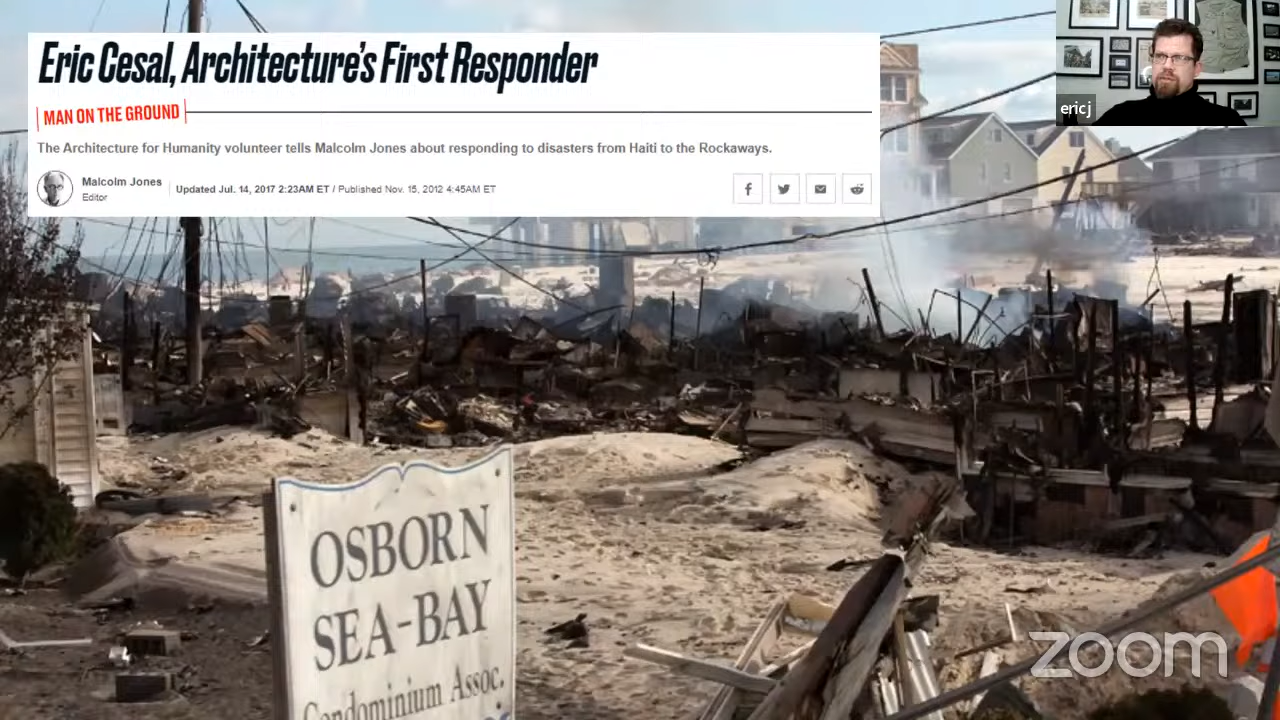 Eric Cesal, Architecture's First Responder
MAN ON THE GROUND
The Architecture for Humanity volunteer tells Malcolm Jones about responding to disasters from Haiti to the Rockaways.
Malcolm Jones
Editor
Updated Jul. 14, 2017 2:23AM ET / Published Nov. 15, 2012 4:45AM ET
ericj
OSBORN
SEA-BAY
Condominium Assoc.
zoom